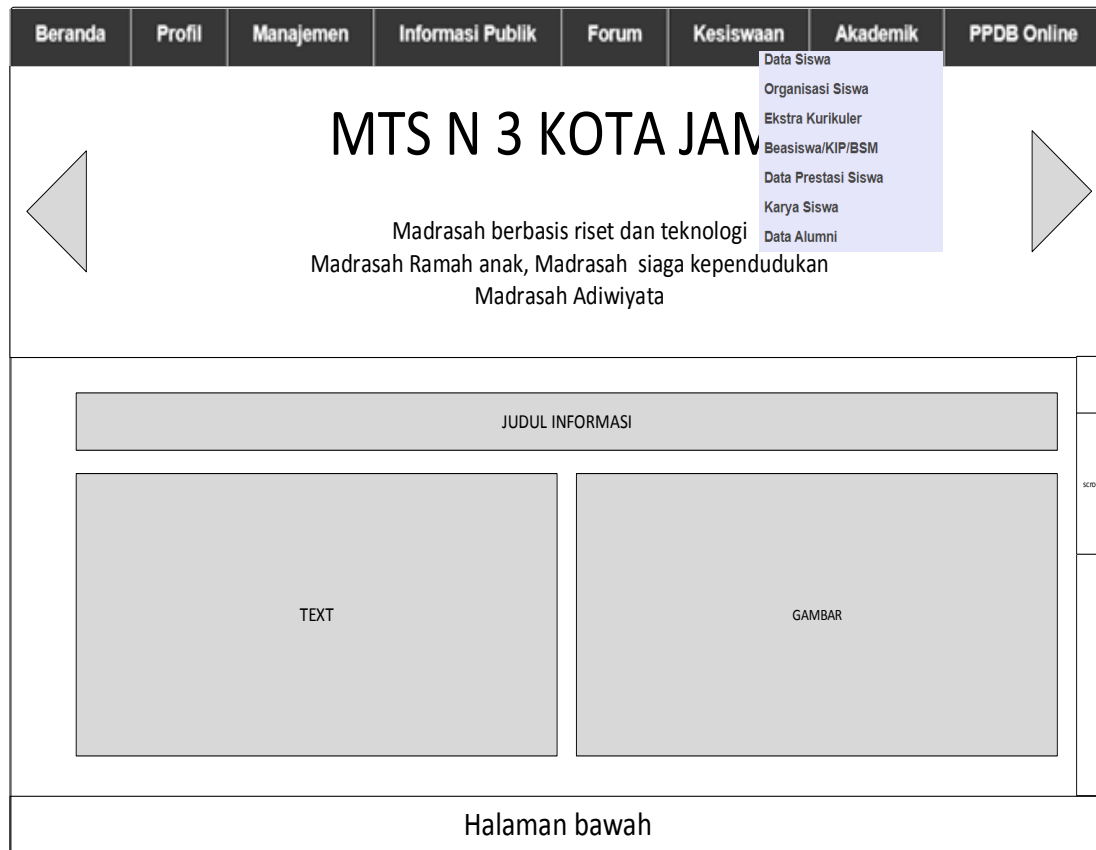 Beranda Profil Manajemen Informasi Publik Forum Kesiswaan Akademik PPDB Online
Data Siswa
Organisasi Siswa
Ekstra Kurikuler
Beasiswa/KIP/BSM
Data Prestasi Siswa
Karya Siswa
Data Alumni
MTS N 3 KOTA
Madrasah berbasis riset dan teknologi
Madrasah Ramah anak, Madrasah siaga kependudukan
Madrasah Adiwiyata
JUDUL INFORMASI
TEXT
GAMBAR
Halaman bawah